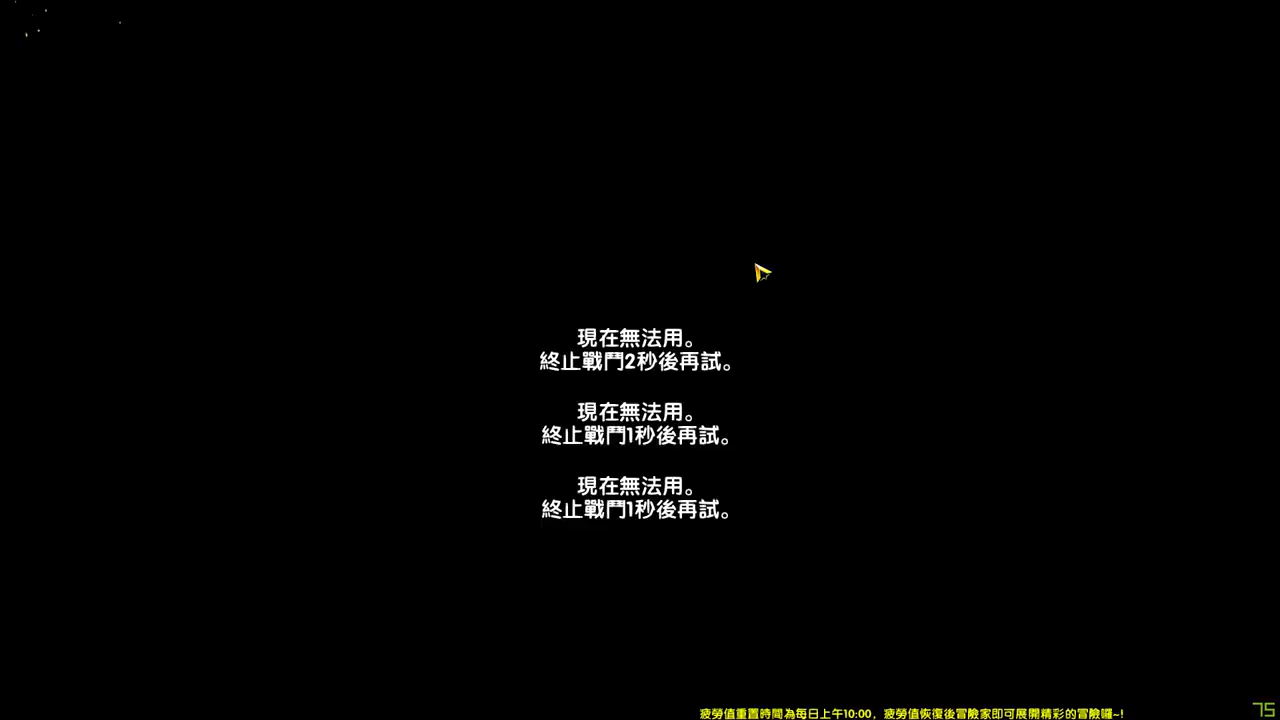 現在無法用。
終止戰鬥2秒後再試。
現在無法用。
終止戰鬥1秒後再試。
現在無法用。
終止戰鬥1秒後再試。
疲勞值重置時間為每日上午10:00，疲勞值恢復後冒險家即可展開精彩的冒險囉~!
75